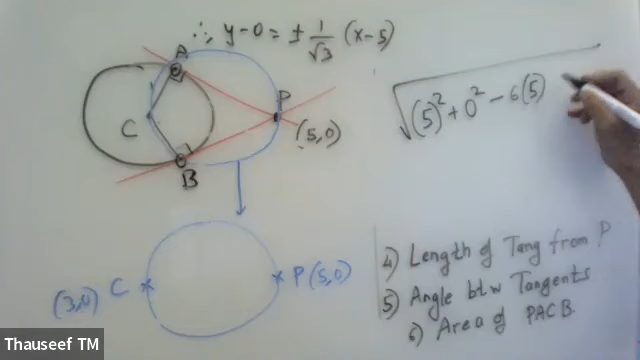 ∴ y-0 = ± 1/√3 (x-5)
A
P
C
(5,0)
B
√(5)² + 0² - 6(5)
4) Length of Tang from P
5) Angle btw Tangents
6) Area of PACB
(3,0) C
P(5,0)
Thauseef TM